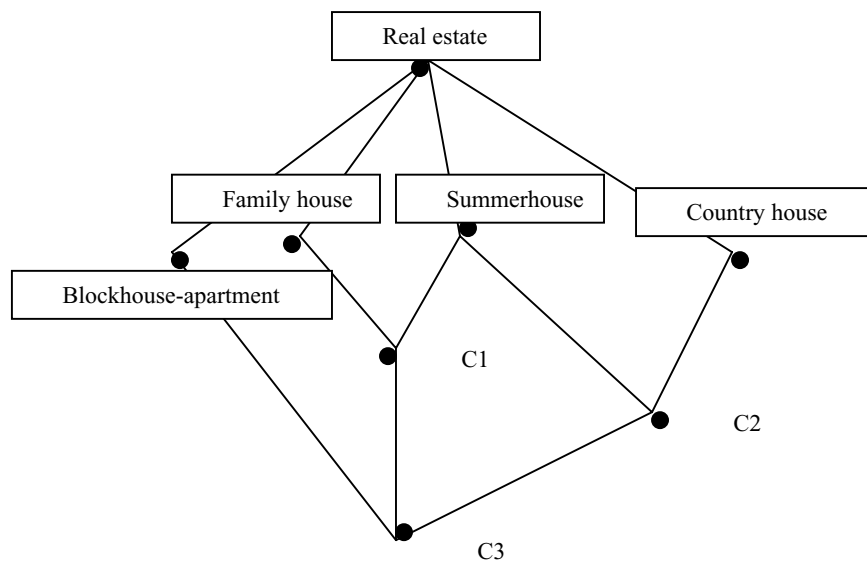 Real estate
Family house
Summerhouse
Country house
Blockhouse-apartment
C1
C2
C3